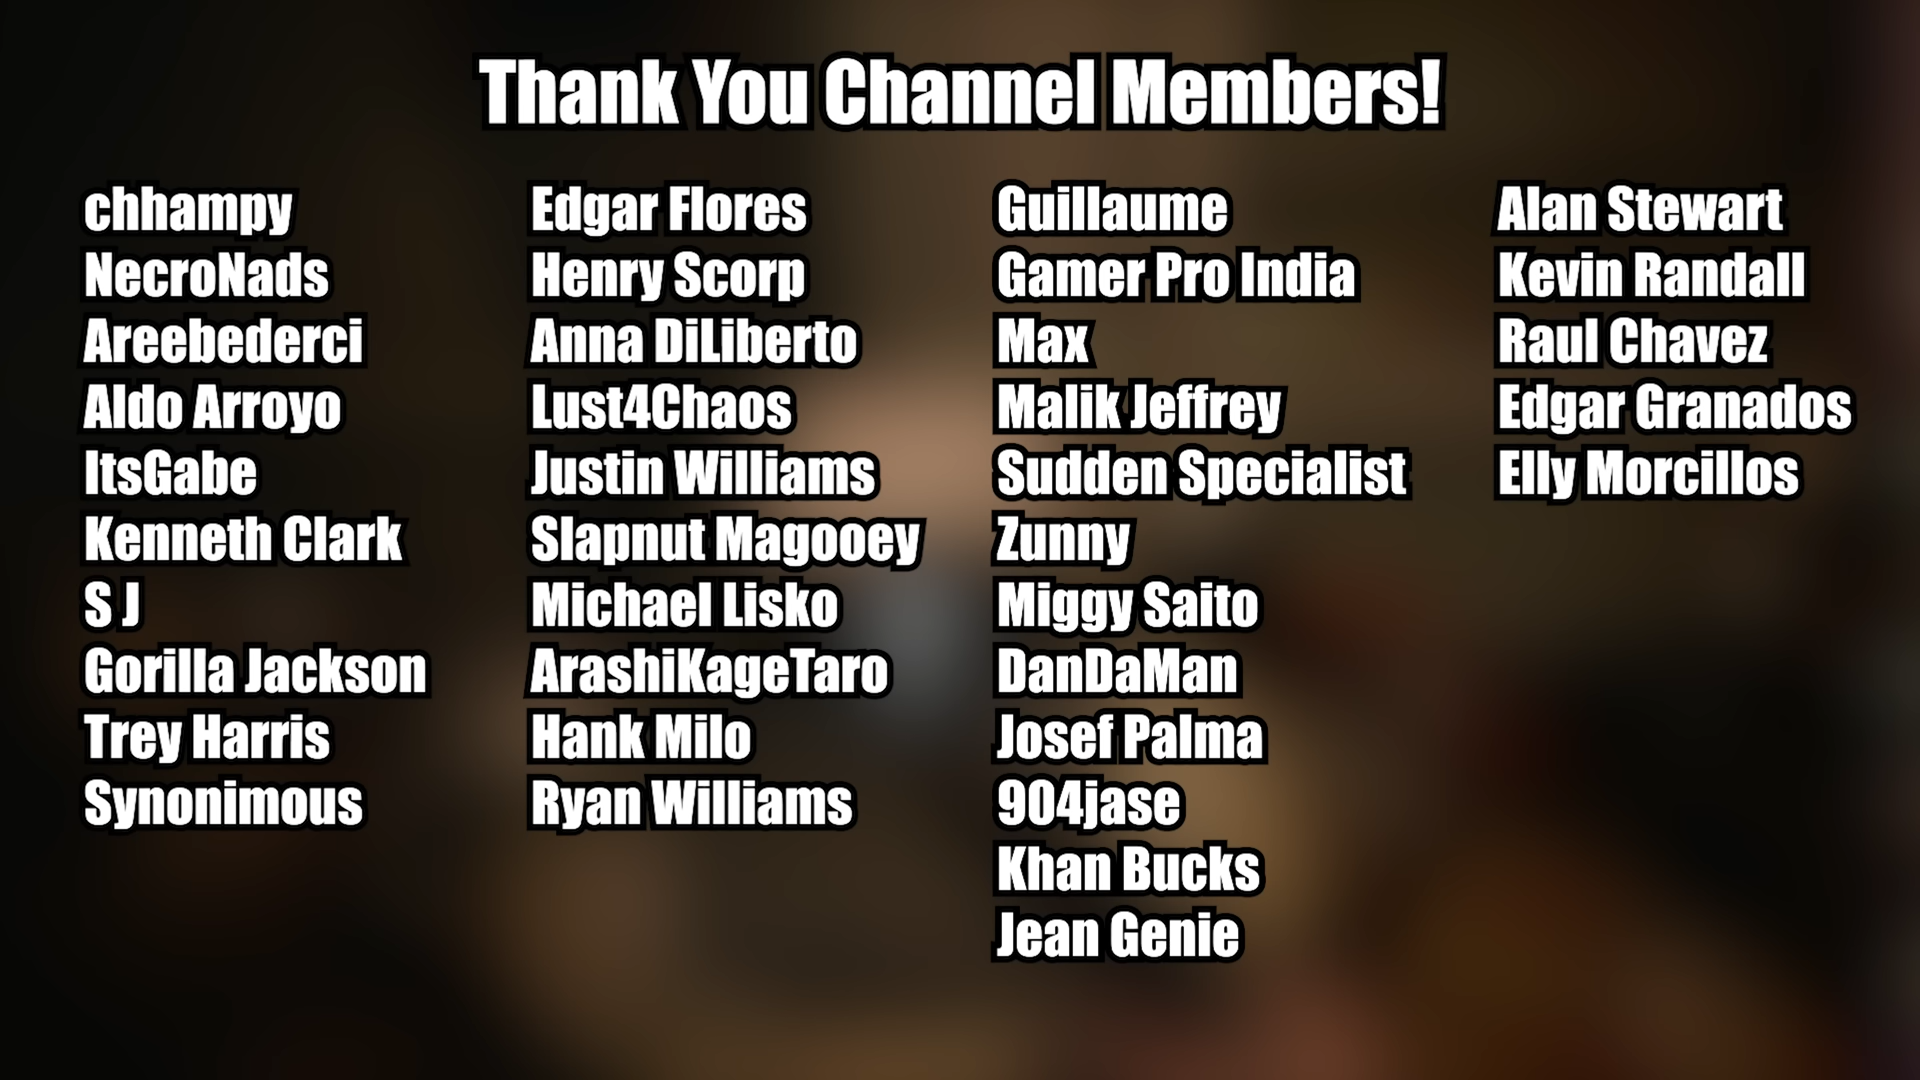 Thank You Channel Members!
chhampy
NecroNads
Areebederci
Aldo Arroyo
ItsGabe
Kenneth Clark
S J
Gorilla Jackson
Trey Harris
Synonimous
Edgar Flores
Henry Scorp
Anna DiLiberto
Lust4Chaos
Justin Williams
Slapnut Magooey
Michael Lisko
ArashiKageTaro
Hank Milo
Ryan Williams
Guillaume
Gamer Pro India
Max
Malik Jeffrey
Sudden Specialist
Zunny
Miggy Saito
DanDaMan
Josef Palma
904jase
Khan Bucks
Jean Genie
Alan Stewart
Kevin Randall
Raul Chavez
Edgar Granados
Elly Morcillos